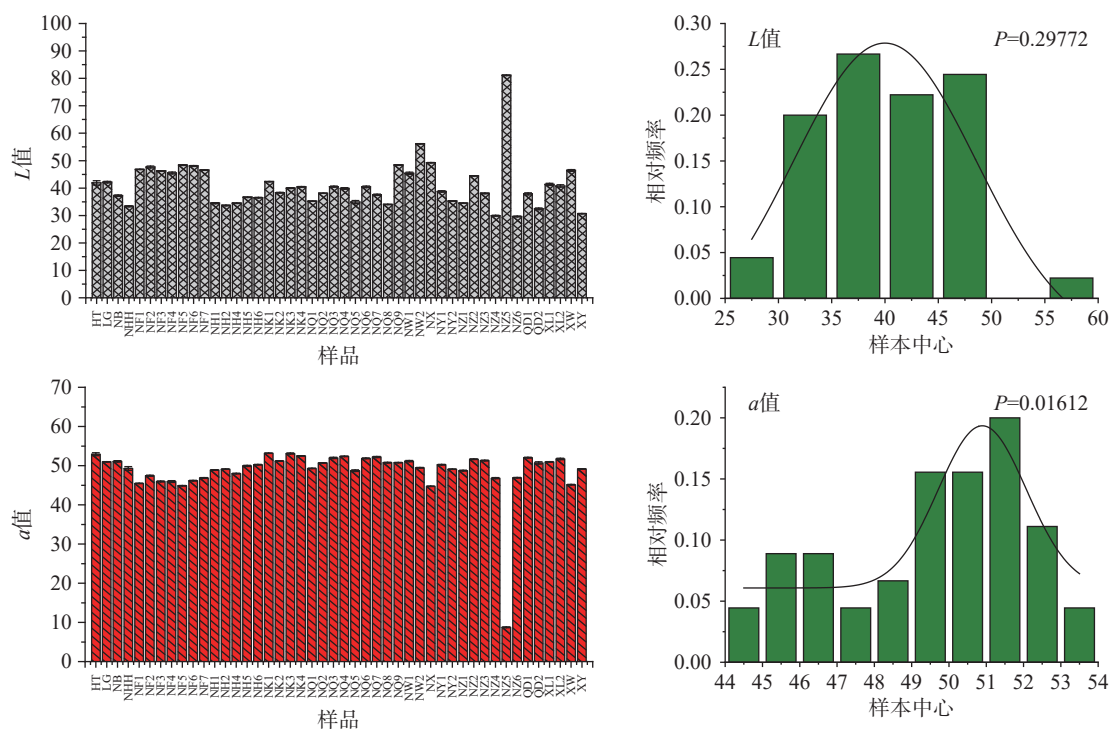 100
90
80
70
60
50
40
30
20
10
0
L值
HT LG NB NHH NF1 NF2 NF3 NF4 NF5 NF6 NF7 NH1 NH2 NH4 NH5 NH6 NK1 NK2 NK3 NK4 NQ1 NQ2 NQ3 NQ4 NQ5 NQ6 NQ7 NQ8 NQ9 NW1 NW2 NX NY1 NY2 NZ1 NZ2 NZ3 NZ4 NZ5 NZ6 QD1 QD2 XL1 XL2 XW XY
样品
L值 P=0.29772
0.30
0.25
0.20
0.15
0.10
0.05
0.00
相对频率
25 30 35 40 45 50 55 60
样本中心
70
60
50
40
30
20
10
0
a值
HT LG NB NHH NF1 NF2 NF3 NF4 NF5 NF6 NF7 NH1 NH2 NH4 NH5 NH6 NK1 NK2 NK3 NK4 NQ1 NQ2 NQ3 NQ4 NQ5 NQ6 NQ7 NQ8 NQ9 NW1 NW2 NX NY1 NY2 NZ1 NZ2 NZ3 NZ4 NZ5 NZ6 QD1 QD2 XL1 XL2 XW XY
样品
a值 P=0.01612
0.20
0.15
0.10
0.05
0.00
相对频率
44 45 46 47 48 49 50 51 52 53 54
样本中心